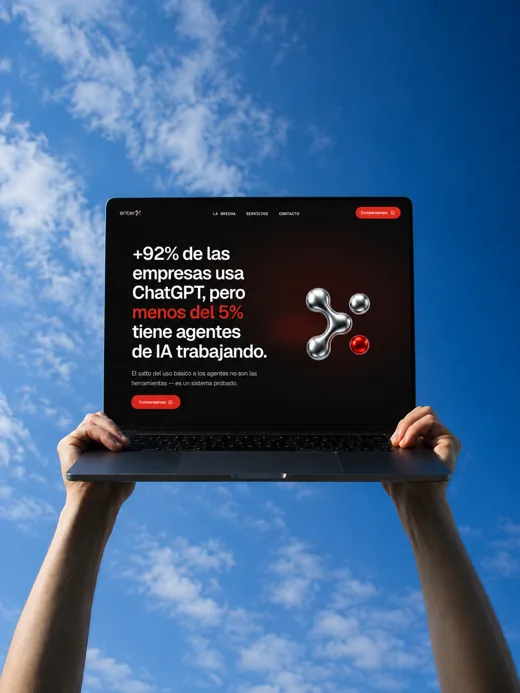 enterX
LA BRECHA
SERVICIOS
CONTACTO
Conversemos
+92% de las
empresas usa
ChatGPT, pero
menos del 5%
tiene agentes
de IA trabajando.
El salto del uso básico a los agentes no son las
herramientas — es un sistema probado.
Conversemos